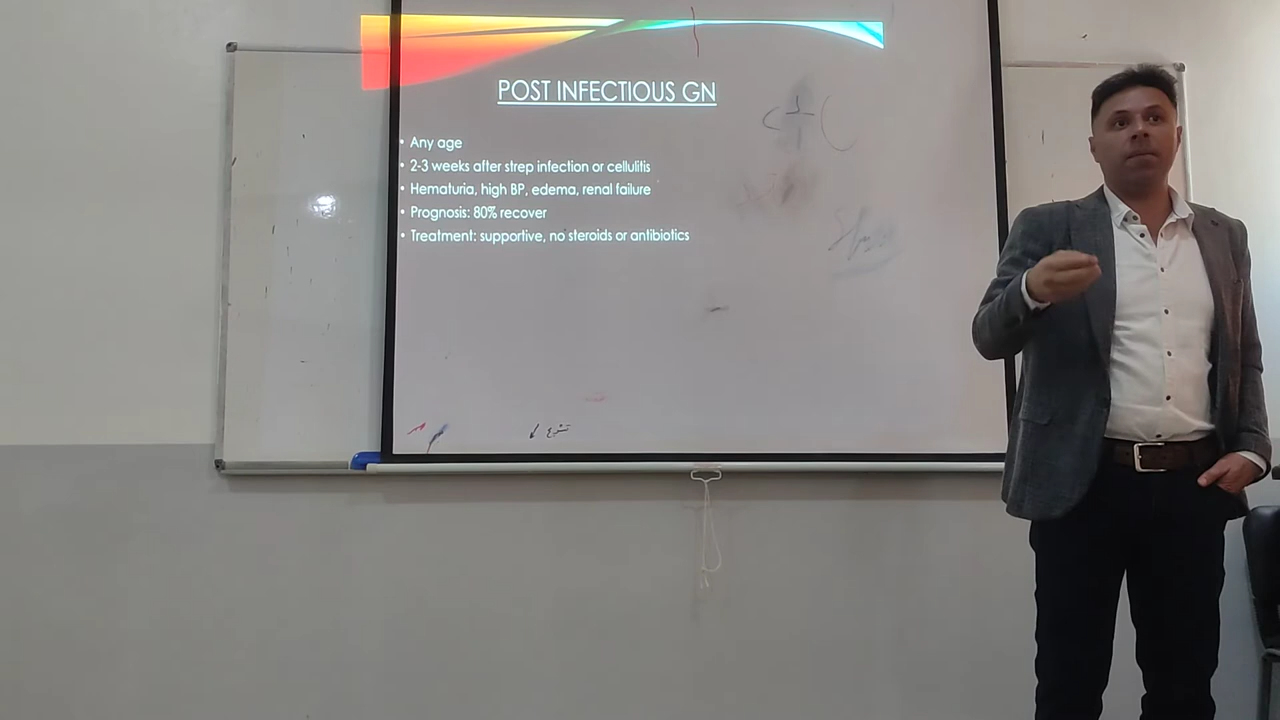 POST INFECTIOUS GN
• Any age
• 2-3 weeks after strep infection or cellulitis
• Hematuria, high BP, edema, renal failure
• Prognosis: 80% recover
• Treatment: supportive, no steroids or antibiotics